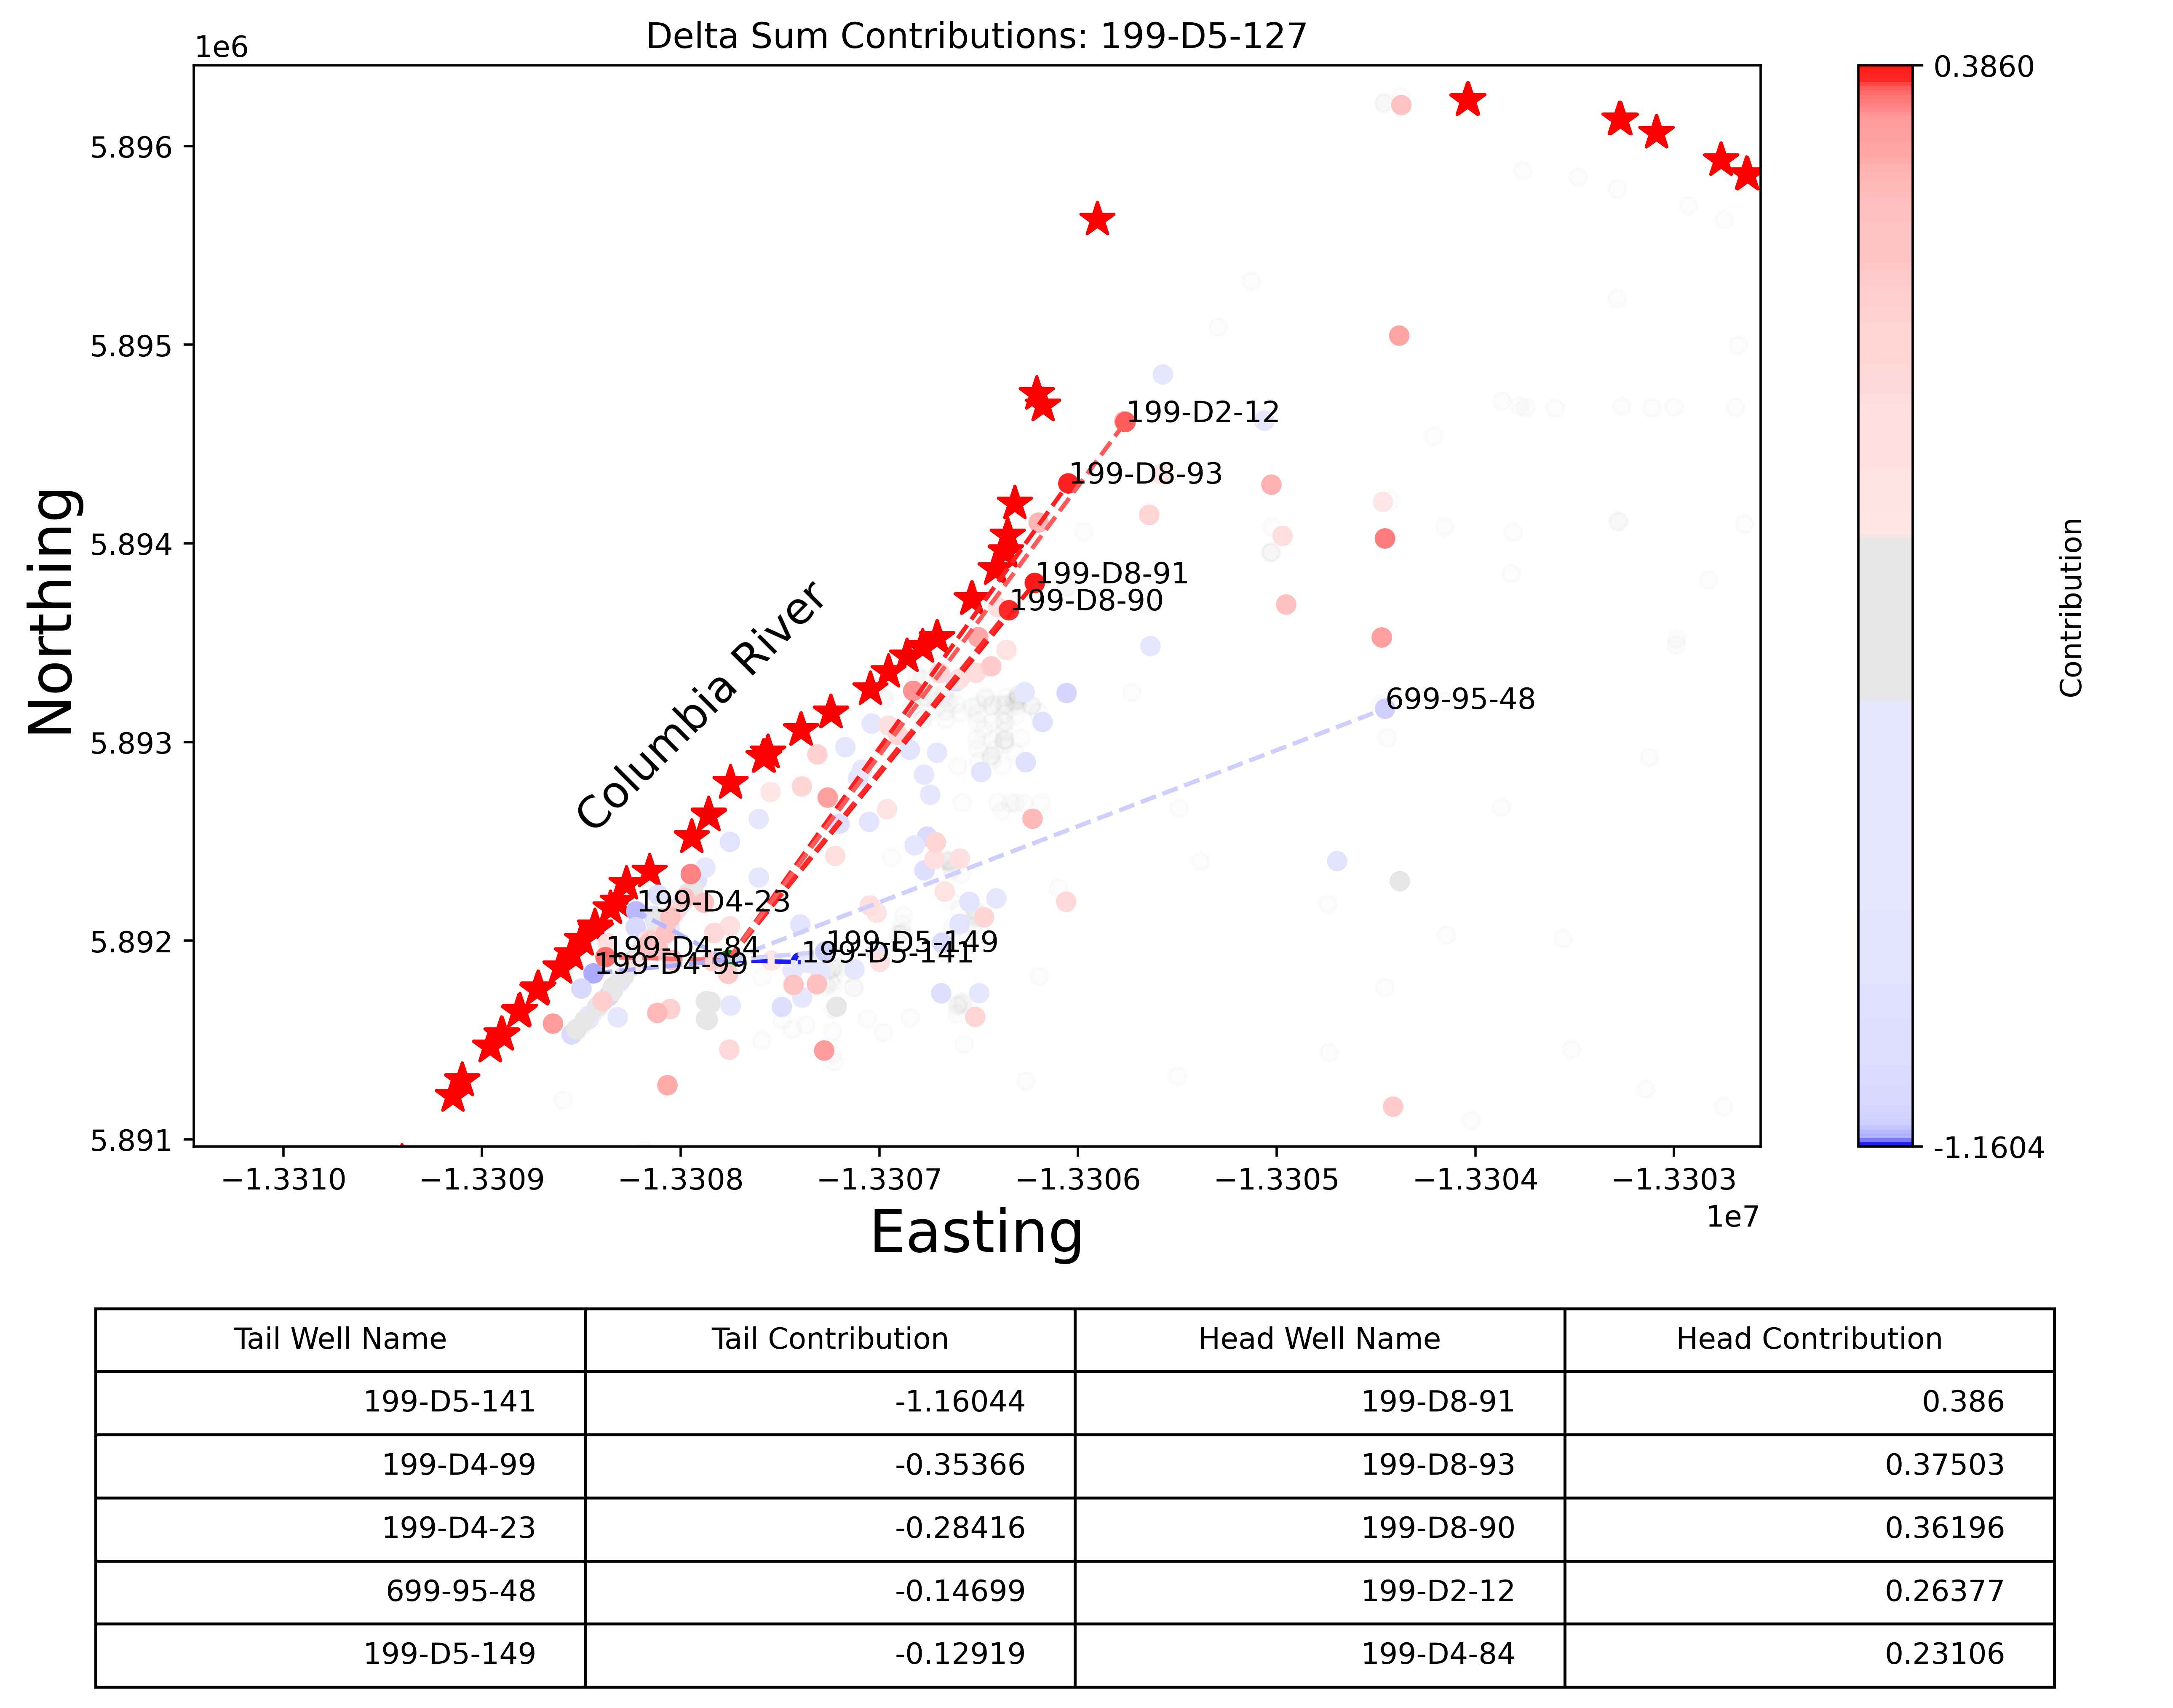 Delta Sum Contributions: 199-D5-127
1e6
0.3860
5.896
5.895
199-D2-12
199-D8-93
5.894
199-D8-91
199-D8-90
Northing
Columbia River
Contribution
699-95-48
5.893
199-D4-23
5.892
199-D4-84
199-D5-149
199-D5-141
199-D4-99
5.891
-1.1604
−1.3310
−1.3309
−1.3308
−1.3307
−1.3306
−1.3305
−1.3304
−1.3303
1e7
Easting
Tail Well Name Tail Contribution Head Well Name Head Contribution
199-D5-141 -1.16044 199-D8-91 0.386
199-D4-99 -0.35366 199-D8-93 0.37503
199-D4-23 -0.28416 199-D8-90 0.36196
699-95-48 -0.14699 199-D2-12 0.26377
199-D5-149 -0.12919 199-D4-84 0.23106